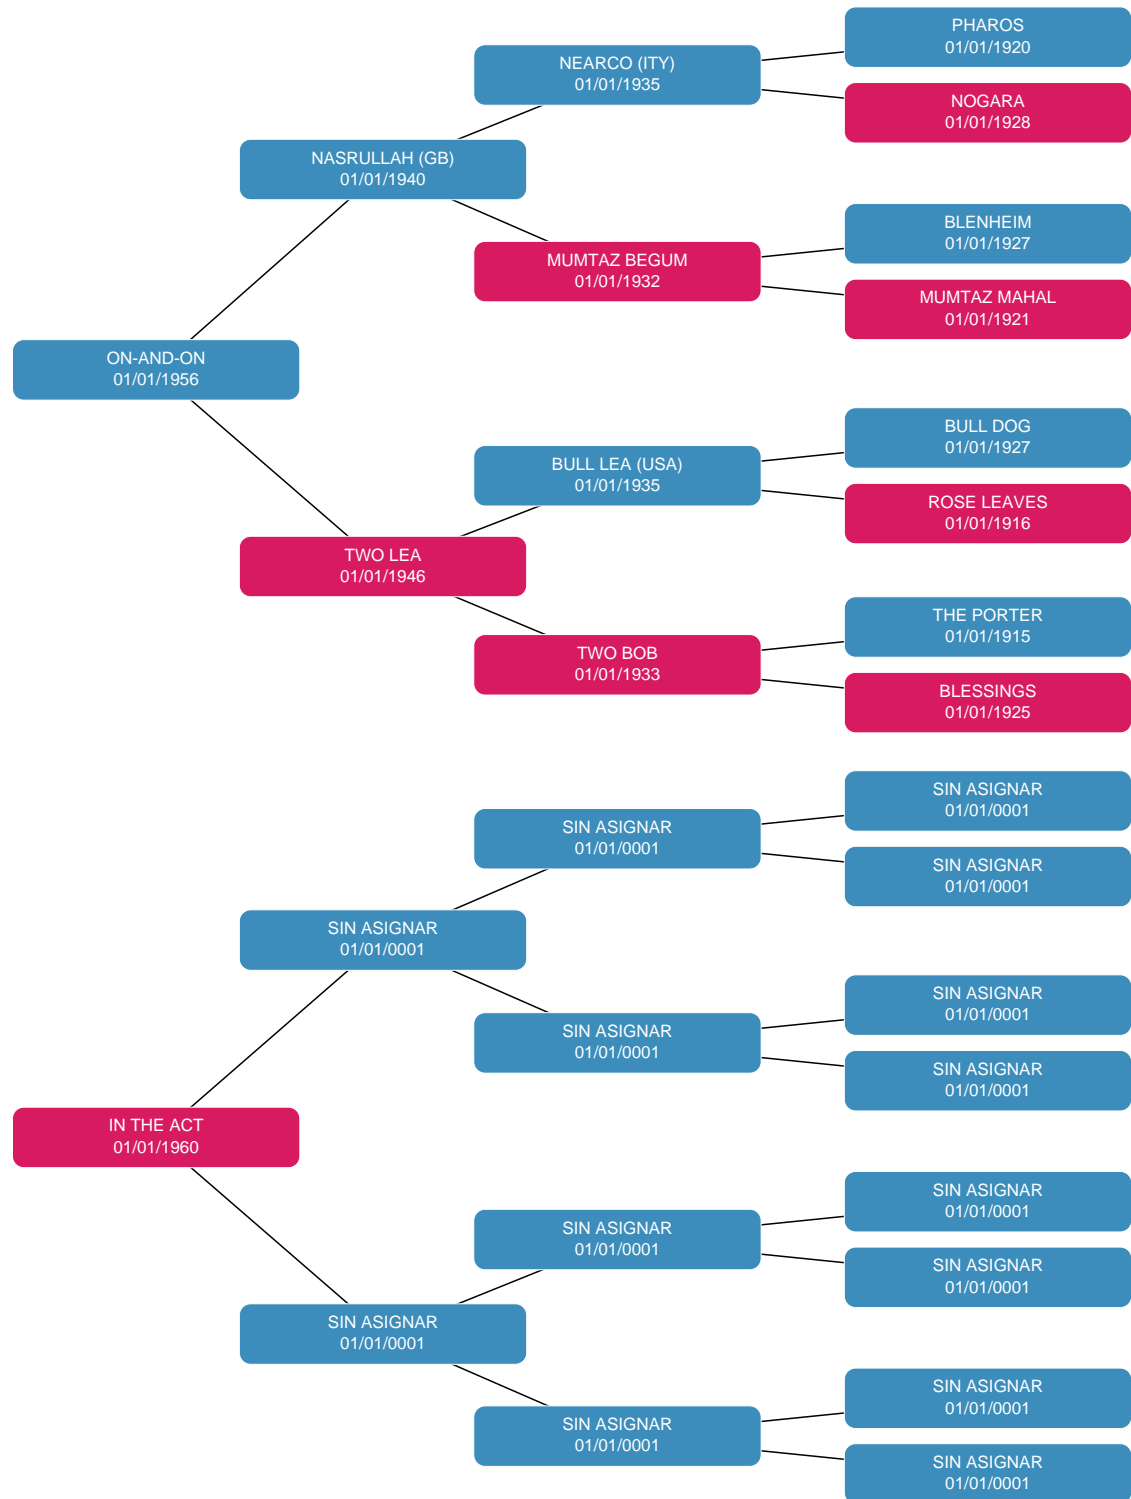 PHAROS
01/01/1920
NEARCO (ITY)
01/01/1935
NOGARA
01/01/1928
NASRULLAH (GB)
01/01/1940
BLENHEIM
01/01/1927
MUMTAZ BEGUM
01/01/1932
MUMTAZ MAHAL
01/01/1921
ON-AND-ON
01/01/1956
BULL DOG
01/01/1927
BULL LEA (USA)
01/01/1935
ROSE LEAVES
01/01/1916
TWO LEA
01/01/1946
THE PORTER
01/01/1915
TWO BOB
01/01/1933
BLESSINGS
01/01/1925
SIN ASIGNAR
01/01/0001
SIN ASIGNAR
01/01/0001
SIN ASIGNAR
01/01/0001
SIN ASIGNAR
01/01/0001
SIN ASIGNAR
01/01/0001
SIN ASIGNAR
01/01/0001
SIN ASIGNAR
01/01/0001
IN THE ACT
01/01/1960
SIN ASIGNAR
01/01/0001
SIN ASIGNAR
01/01/0001
SIN ASIGNAR
01/01/0001
SIN ASIGNAR
01/01/0001
SIN ASIGNAR
01/01/0001
SIN ASIGNAR
01/01/0001
SIN ASIGNAR
01/01/0001